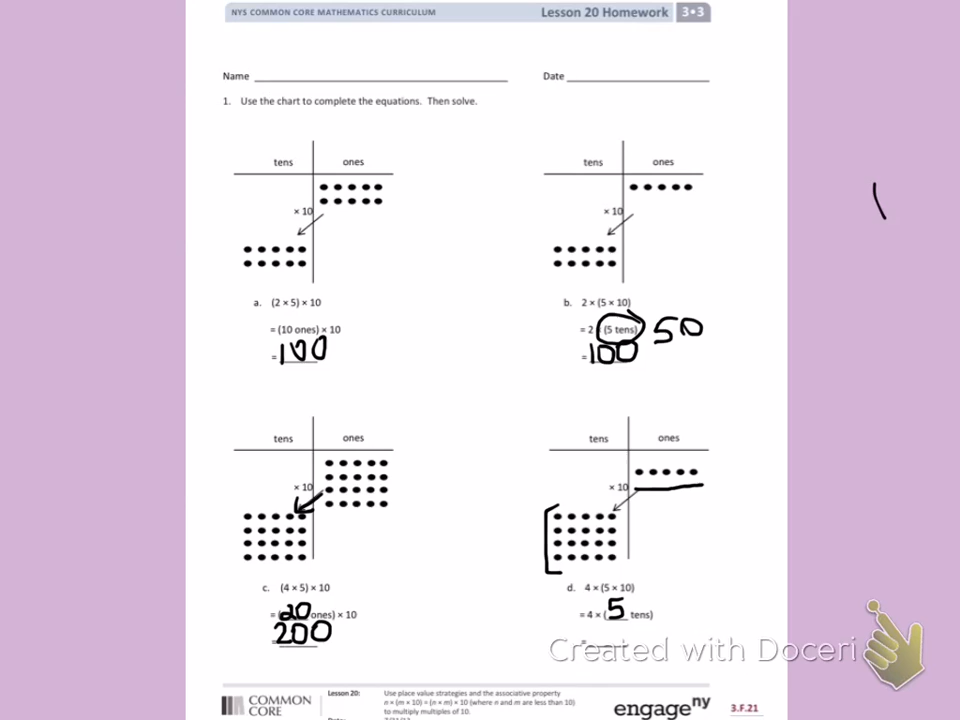 NYS COMMON CORE MATHEMATICS CURRICULUM Lesson 20 Homework 3•3
Name Date
1. Use the chart to complete the equations. Then solve.
tens ones
× 10
a. (2 × 5) × 10
= (10 ones) × 10
= 100
tens ones
× 10
b. 2 × (5 × 10)
= 2 (5 tens) 50
= 100
tens ones
× 10
c. (4 × 5) × 10
= (20 ones) × 10
= 200
tens ones
× 10
d. 4 × (5 × 10)
= 4 × (5 tens)
=
Created with Doceri
COMMON CORE
Lesson 20: Use place value strategies and the associative property
n × (m × 10) = (n × m) × 10 (where n and m are less than 10)
to multiply multiples of 10.
engage ny
3.F.21